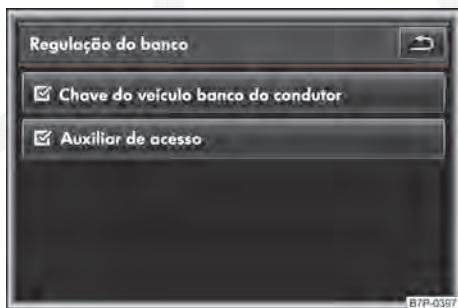 Regulação do banco
Chave do veículo banco do condutor
Auxiliar de acesso
B7P-0397